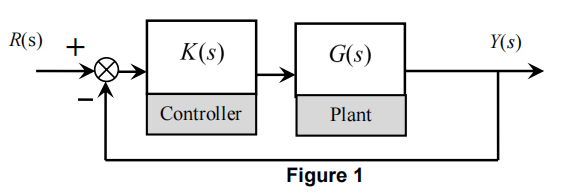 R(s) + K(s) G(s) Y(s)
−
Controller Plant
Figure 1